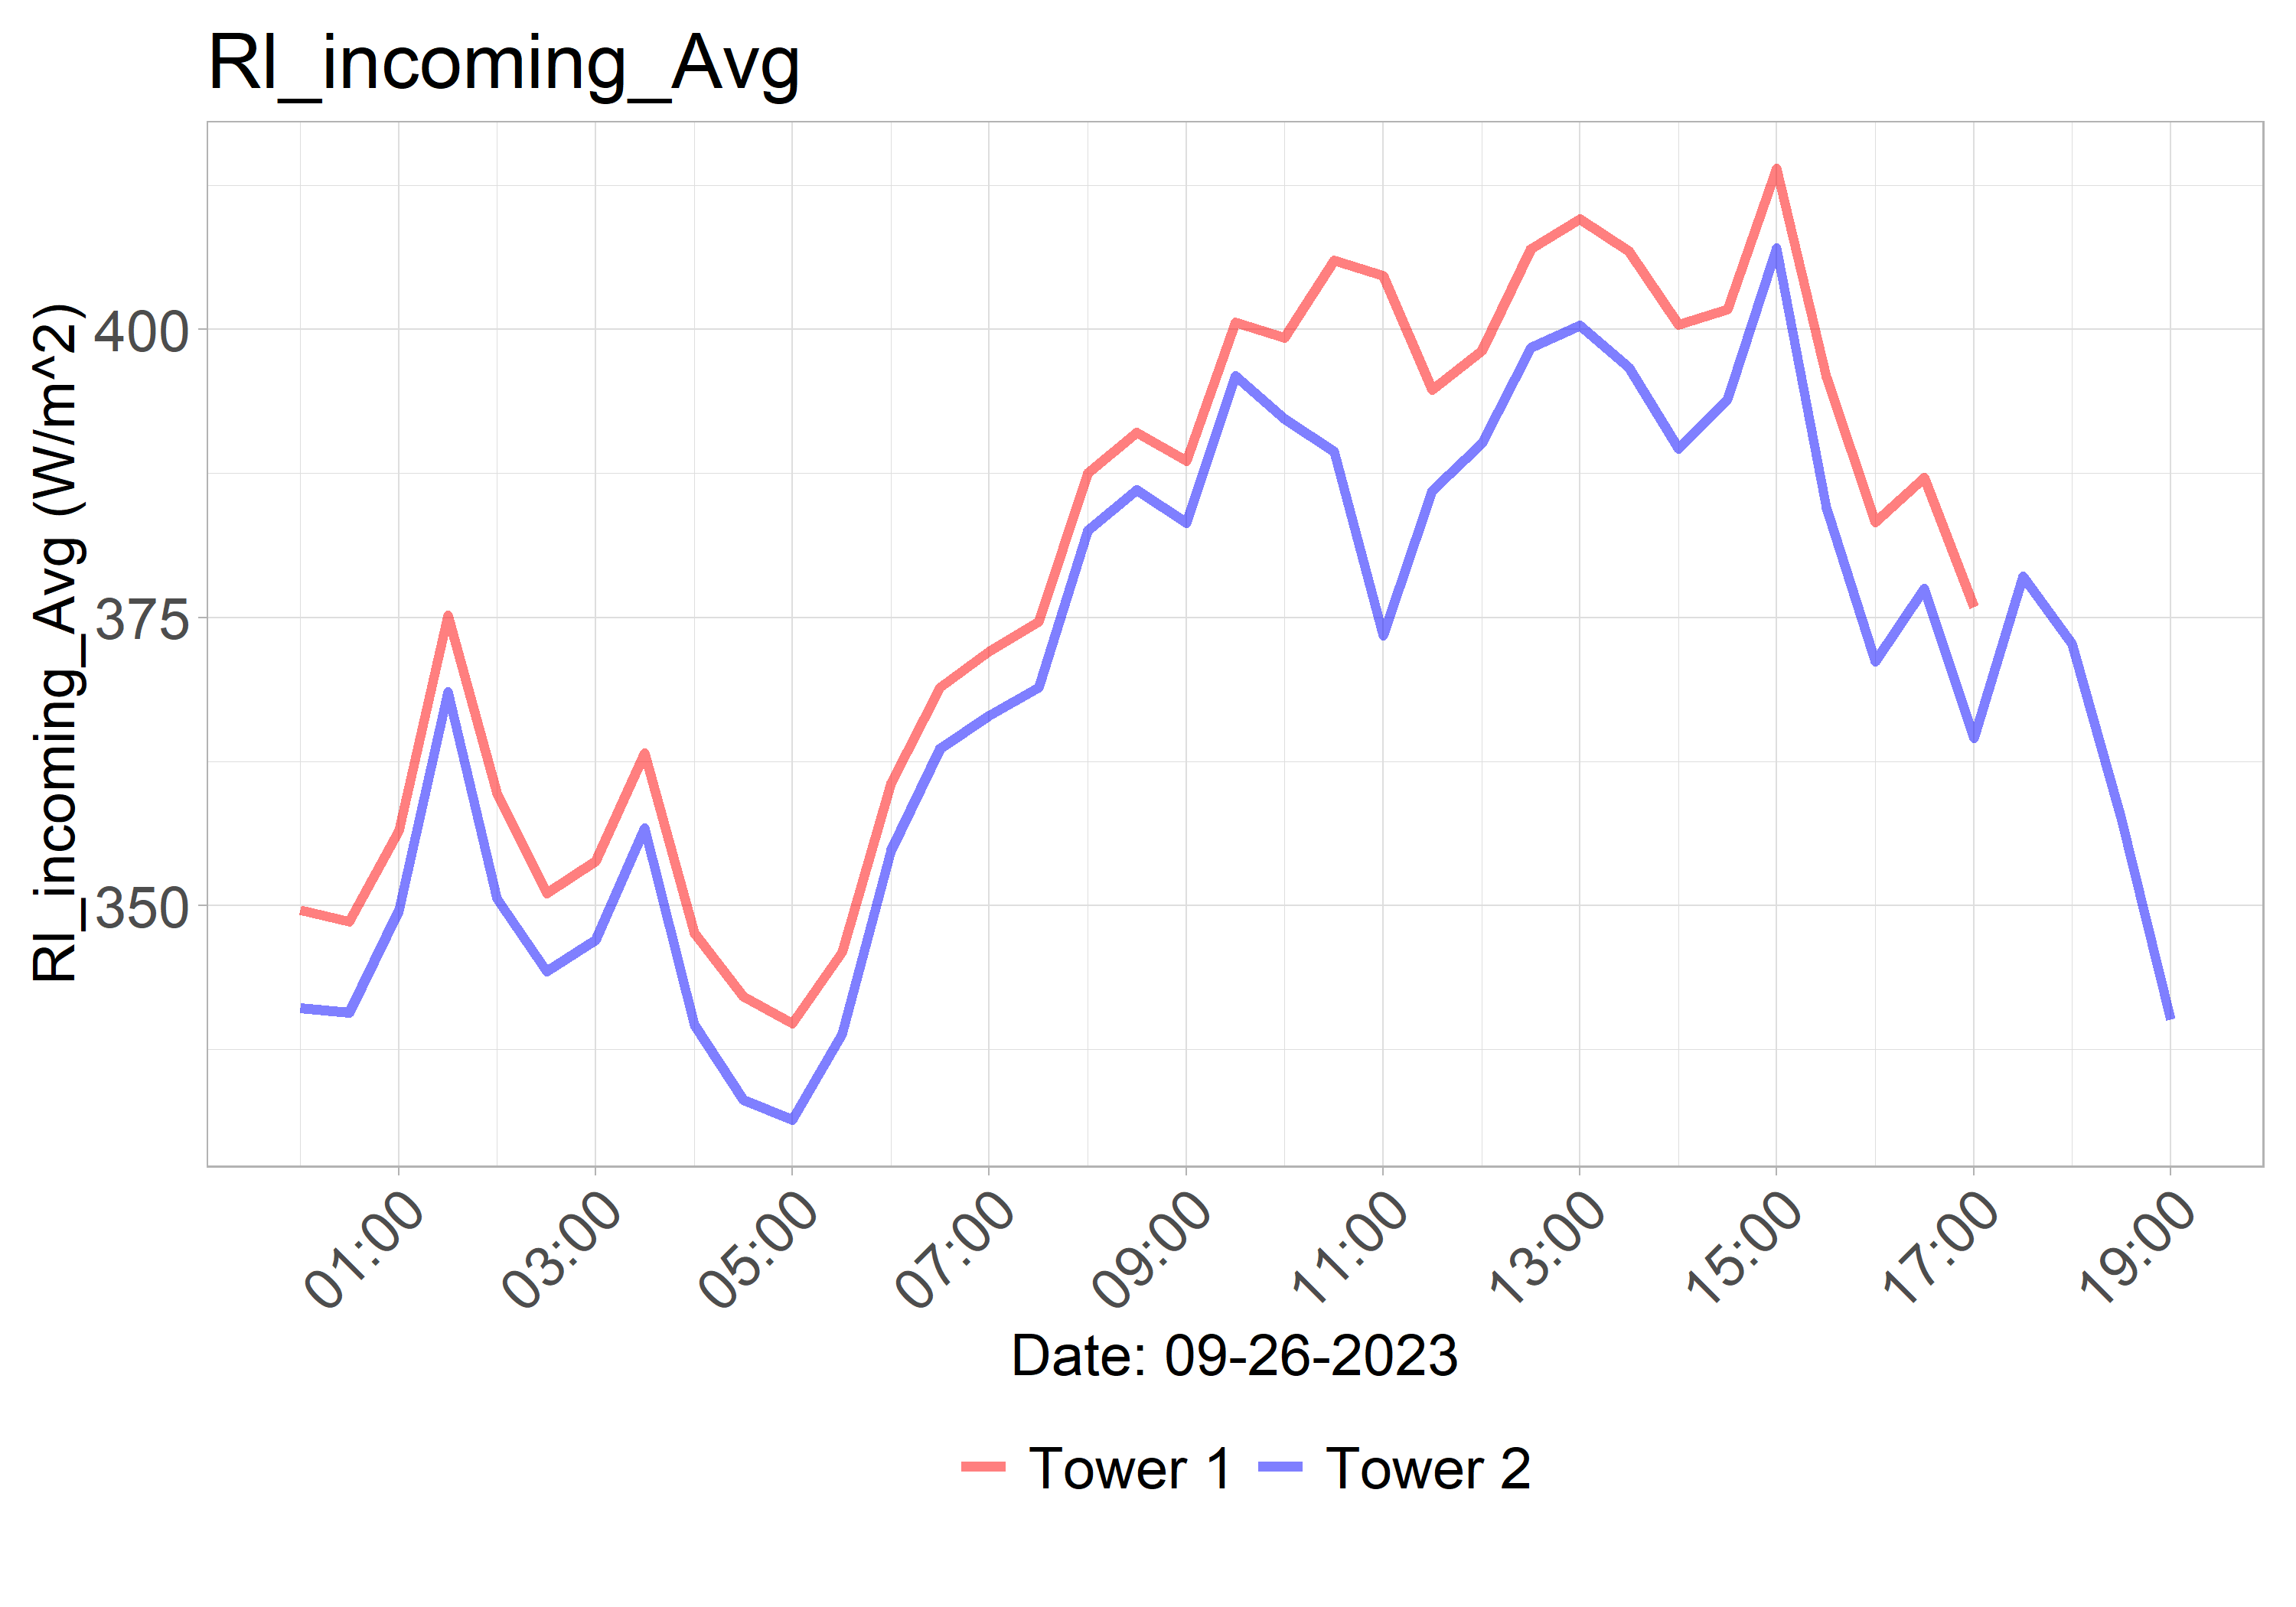 Rl_incoming_Avg
Rl_incoming_Avg (W/m^2)
400
375
350
01:00
03:00
05:00
07:00
09:00
11:00
13:00
15:00
17:00
19:00
Date: 09-26-2023
Tower 1
Tower 2